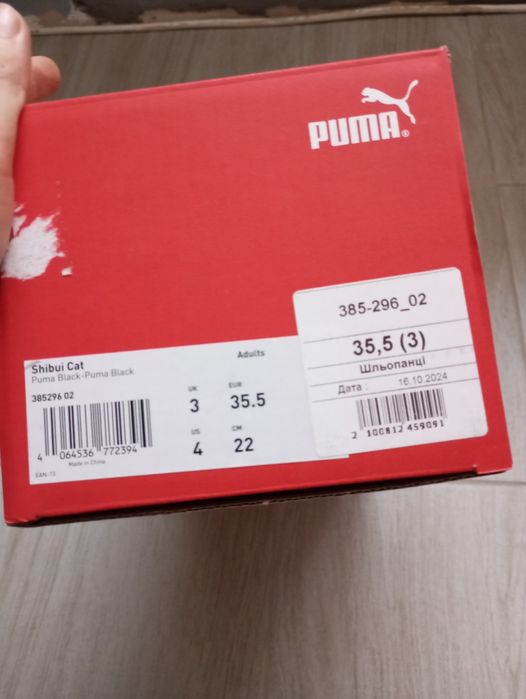 PUMA®
Shibui Cat
Puma Black-Puma Black
385296 02
4 064536 772394
Made in China
EAN-13
Adults
UK EUR
3 35.5
US CM
4 22
385-296_02
35,5 (3)
Шльопанці
Дата : 16.10.2024
2 100812 459091